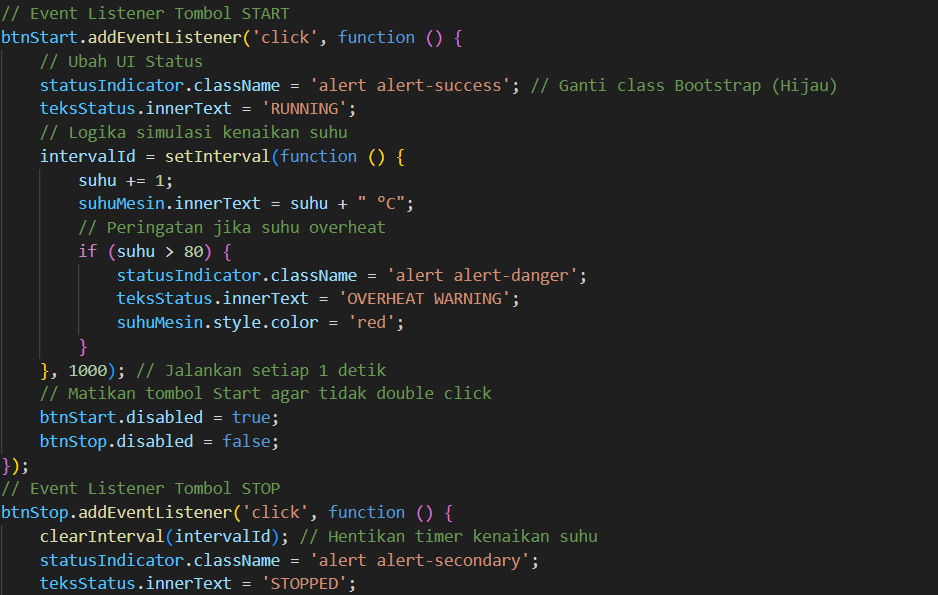 // Event Listener Tombol START
btnStart.addEventListener('click', function () {
    // Ubah UI Status
    statusIndicator.className = 'alert alert-success'; // Ganti class Bootstrap (Hijau)
    teksStatus.innerText = 'RUNNING';
    // Logika simulasi kenaikan suhu
    intervalId = setInterval(function () {
        suhu += 1;
        suhuMesin.innerText = suhu + " °C";
        // Peringatan jika suhu overheat
        if (suhu > 80) {
            statusIndicator.className = 'alert alert-danger';
            teksStatus.innerText = 'OVERHEAT WARNING';
            suhuMesin.style.color = 'red';
        }
    }, 1000); // Jalankan setiap 1 detik
    // Matikan tombol Start agar tidak double click
    btnStart.disabled = true;
    btnStop.disabled = false;
});
// Event Listener Tombol STOP
btnStop.addEventListener('click', function () {
    clearInterval(intervalId); // Hentikan timer kenaikan suhu
    statusIndicator.className = 'alert alert-secondary';
    teksStatus.innerText = 'STOPPED';